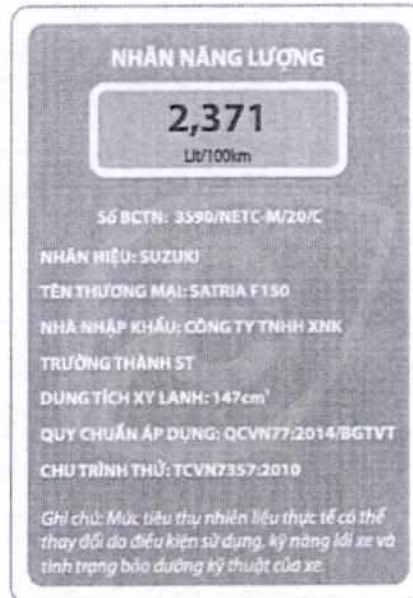 NHÃN NĂNG LƯỢNG
2,371
Lít/100km
Số BCTN: 3590/NETC-M/20/C
NHÃN HIỆU: SUZUKI
TÊN THƯƠNG MẠI: SATRIA F150
NHÀ NHẬP KHẨU: CÔNG TY TNHH XNK
TRƯỜNG THÀNH ST
DUNG TÍCH XY LANH: 147cm³
QUY CHUẨN ÁP DỤNG: QCVN77:2014/BGTVT
CHU TRÌNH THỬ: TCVN7357:2010
Ghi chú: Mức tiêu thụ nhiên liệu thực tế có thể
thay đổi do điều kiện sử dụng, kỹ năng lái xe và
tình trạng bảo dưỡng kỹ thuật của xe.